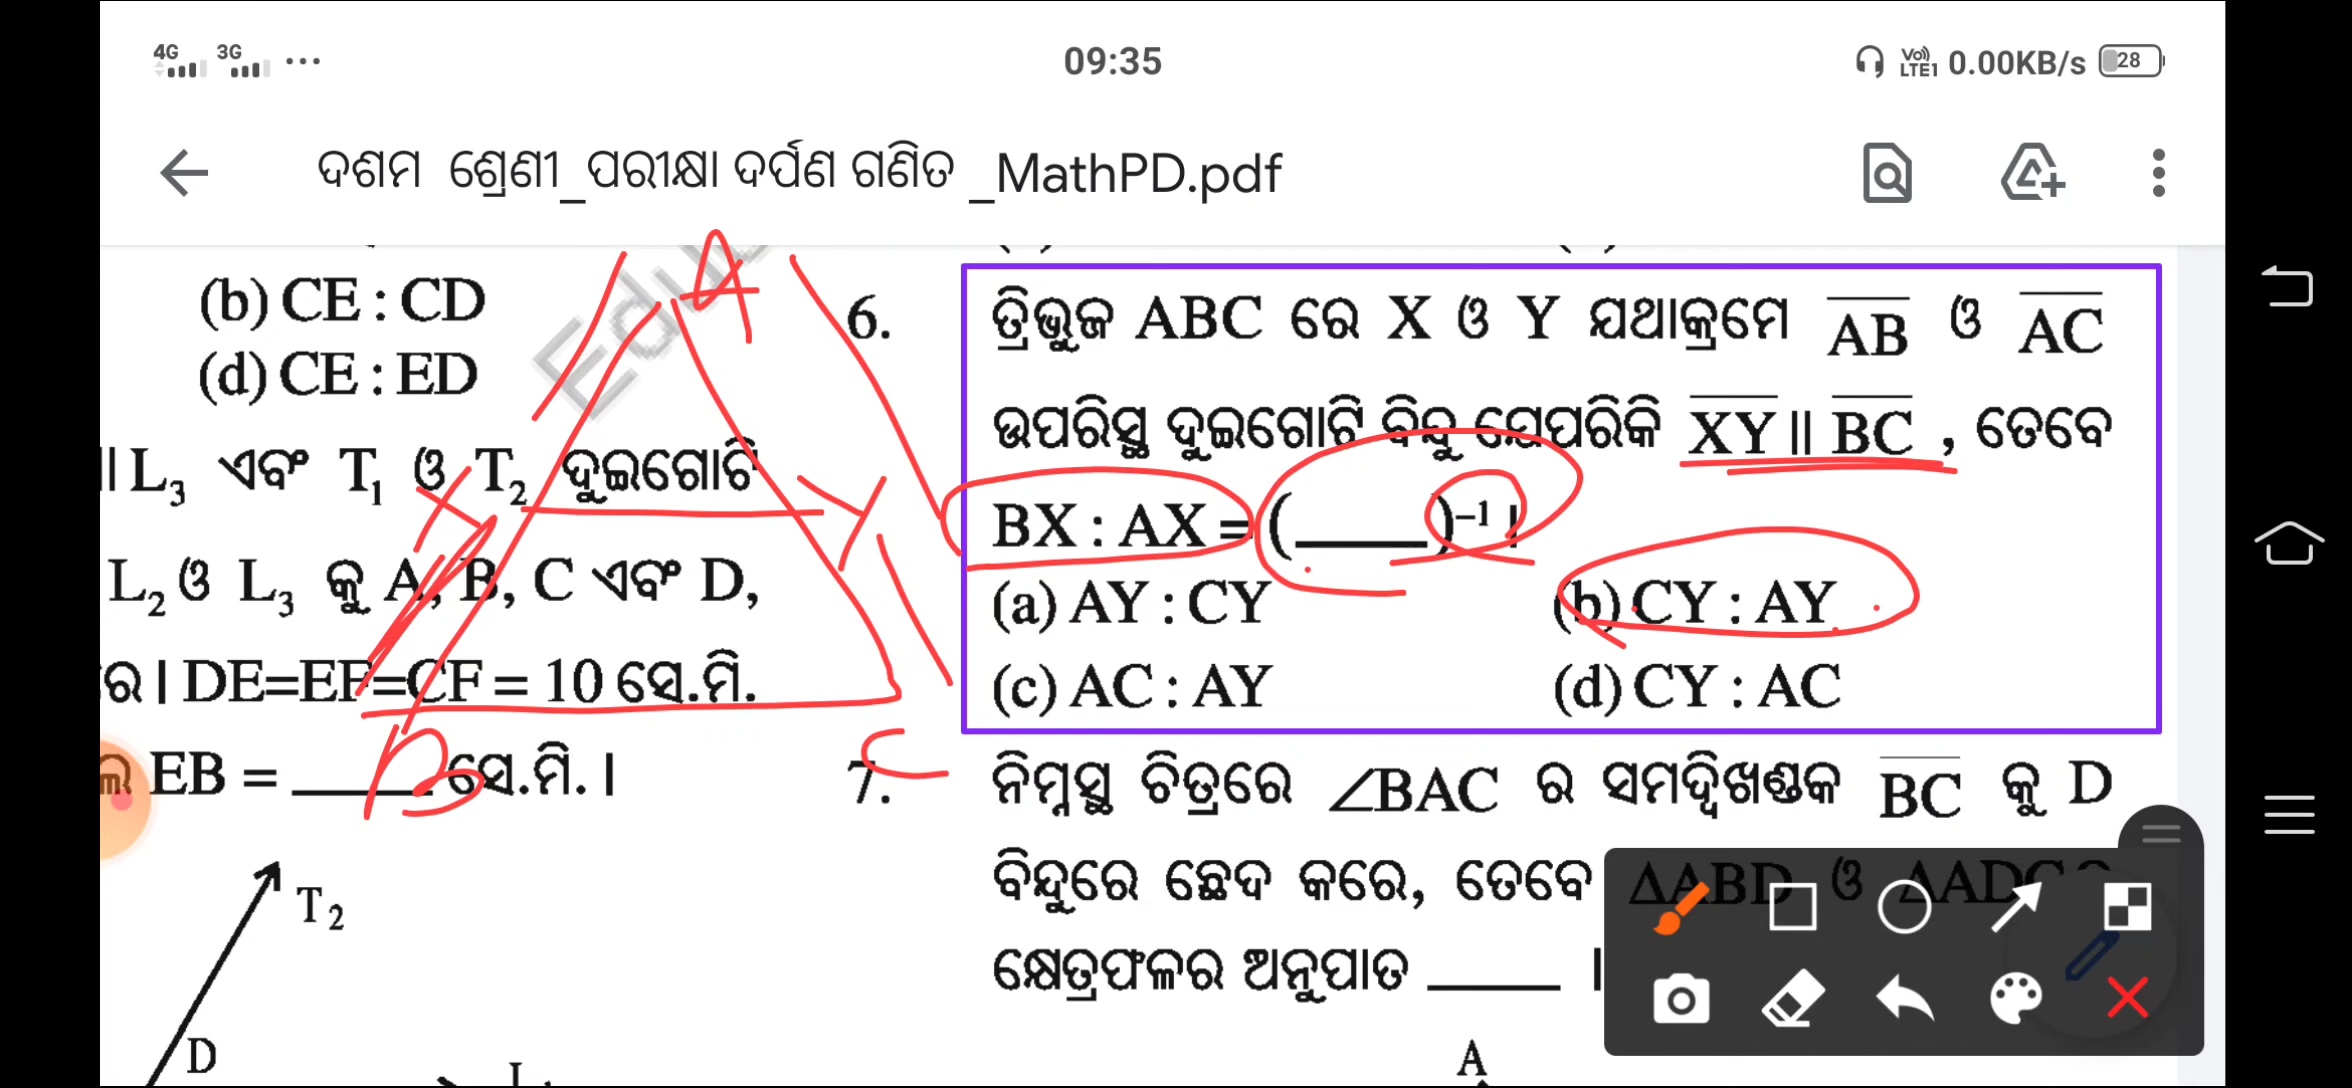 4G 3G ... 09:35 VoLTE1 0.00KB/s 28
ଦଶମ ଶ୍ରେଣୀ_ପରୀକ୍ଷା ଦର୍ପଣ ଗଣିତ _MathPD.pdf
(b) CE : CD
(d) CE : ED
|| L3 ଏବଂ T1 ଓ T2 ଦୁଇଗୋଟି
L2 ଓ L3 କୁ A, B, C ଏବଂ D,
ର । DE=EF=CF = 10 ସେ.ମି.
EB = ____ ସେ.ମି. ।
T2
D
6. ତ୍ରିଭୁଜ ABC ରେ X ଓ Y ଯଥାକ୍ରମେ AB ଓ AC
ଉପରିସ୍ଥ ଦୁଇଗୋଟି ବିନ୍ଦୁ ଯେପରିକି XY || BC , ତେବେ
BX : AX = (____)–1 ।
(a) AY : CY (b) CY : AY
(c) AC : AY (d) CY : AC
7. ନିମ୍ନସ୍ଥ ଚିତ୍ରରେ ∠BAC ର ସମଦ୍ଵିଖଣ୍ଡକ BC କୁ D
ବିନ୍ଦୁରେ ଛେଦ କରେ, ତେବେ ΔABD ଓ ΔADC
କ୍ଷେତ୍ରଫଳର ଅନୁପାତ ____ ।
A
A
X Y
B C